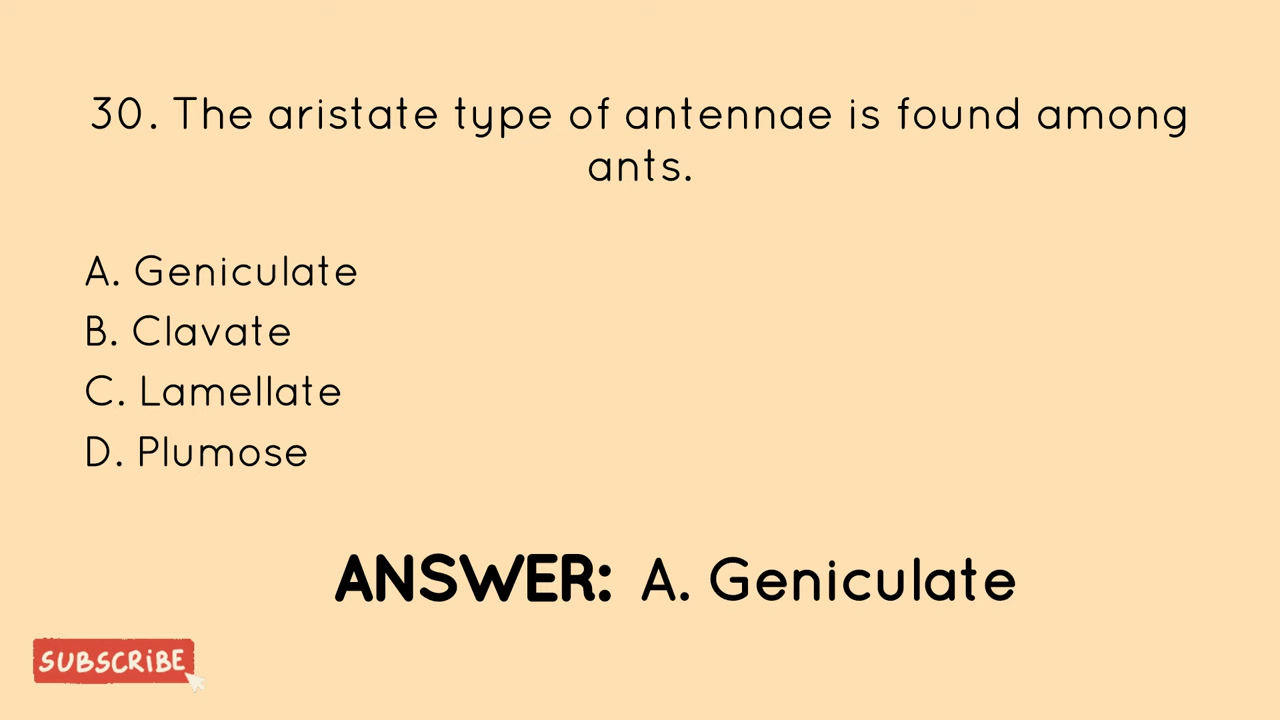 30. The aristate type of antennae is found among
ants.
A. Geniculate
B. Clavate
C. Lamellate
D. Plumose
ANSWER: A. Geniculate
SUBSCRIBE